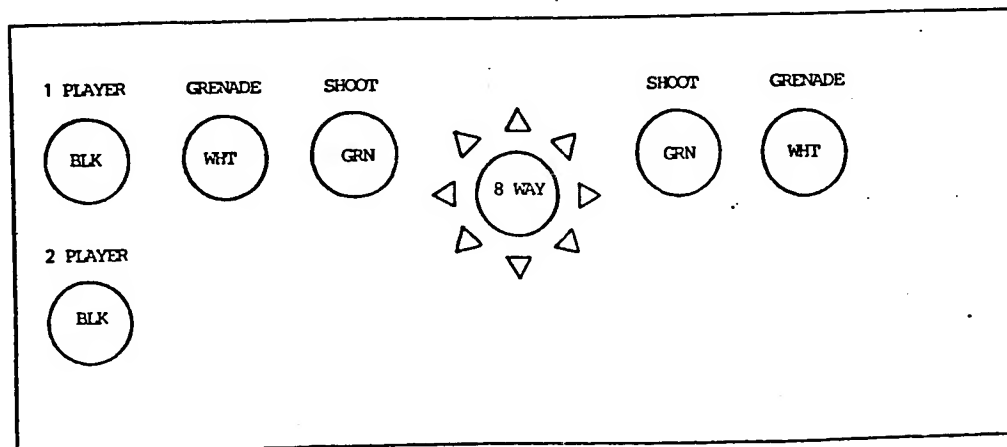 1 PLAYER GRENADE SHOOT SHOOT GRENADE
BLK WHT GRN 8 WAY GRN WHT
2 PLAYER
BLK